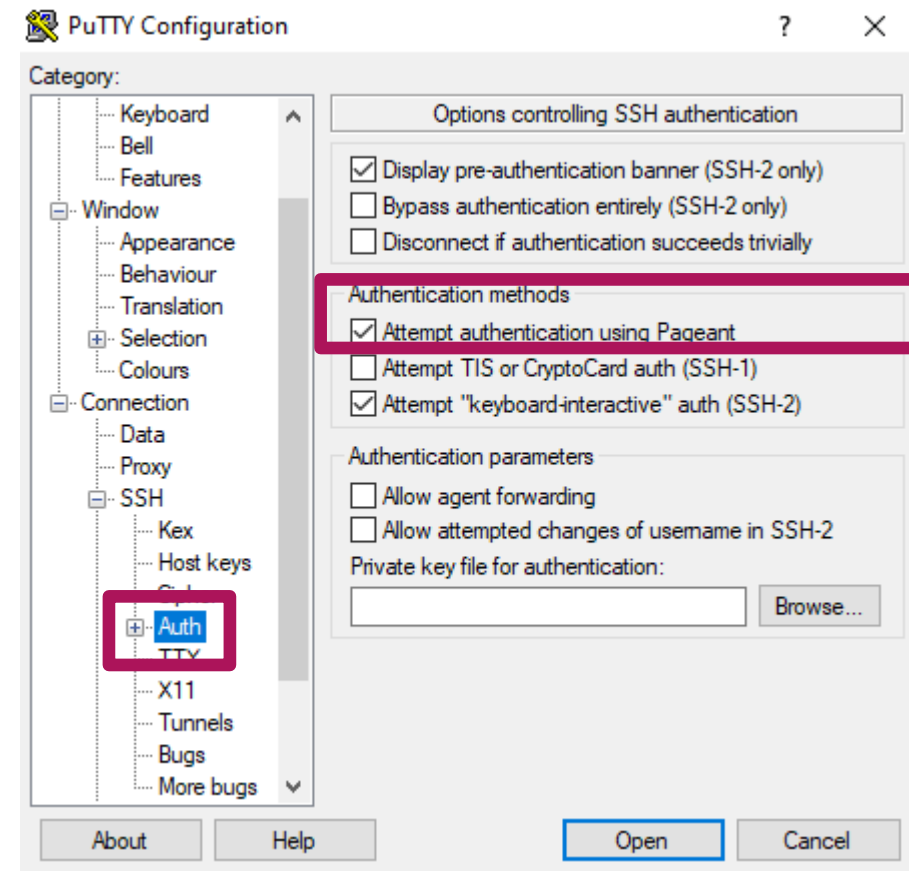 PuTTY Configuration
?
Category:
Keyboard
Bell
Features
Window
Appearance
Behaviour
Translation
Selection
Colours
Connection
Data
Proxy
SSH
Kex
Host keys
Auth
TTY
X11
Tunnels
Bugs
More bugs
Options controlling SSH authentication
Display pre-authentication banner (SSH-2 only)
Bypass authentication entirely (SSH-2 only)
Disconnect if authentication succeeds trivially
Authentication methods
Attempt authentication using Pageant
Attempt TIS or CryptoCard auth (SSH-1)
Attempt "keyboard-interactive" auth (SSH-2)
Authentication parameters
Allow agent forwarding
Allow attempted changes of username in SSH-2
Private key file for authentication:
Browse...
About
Help
Open
Cancel